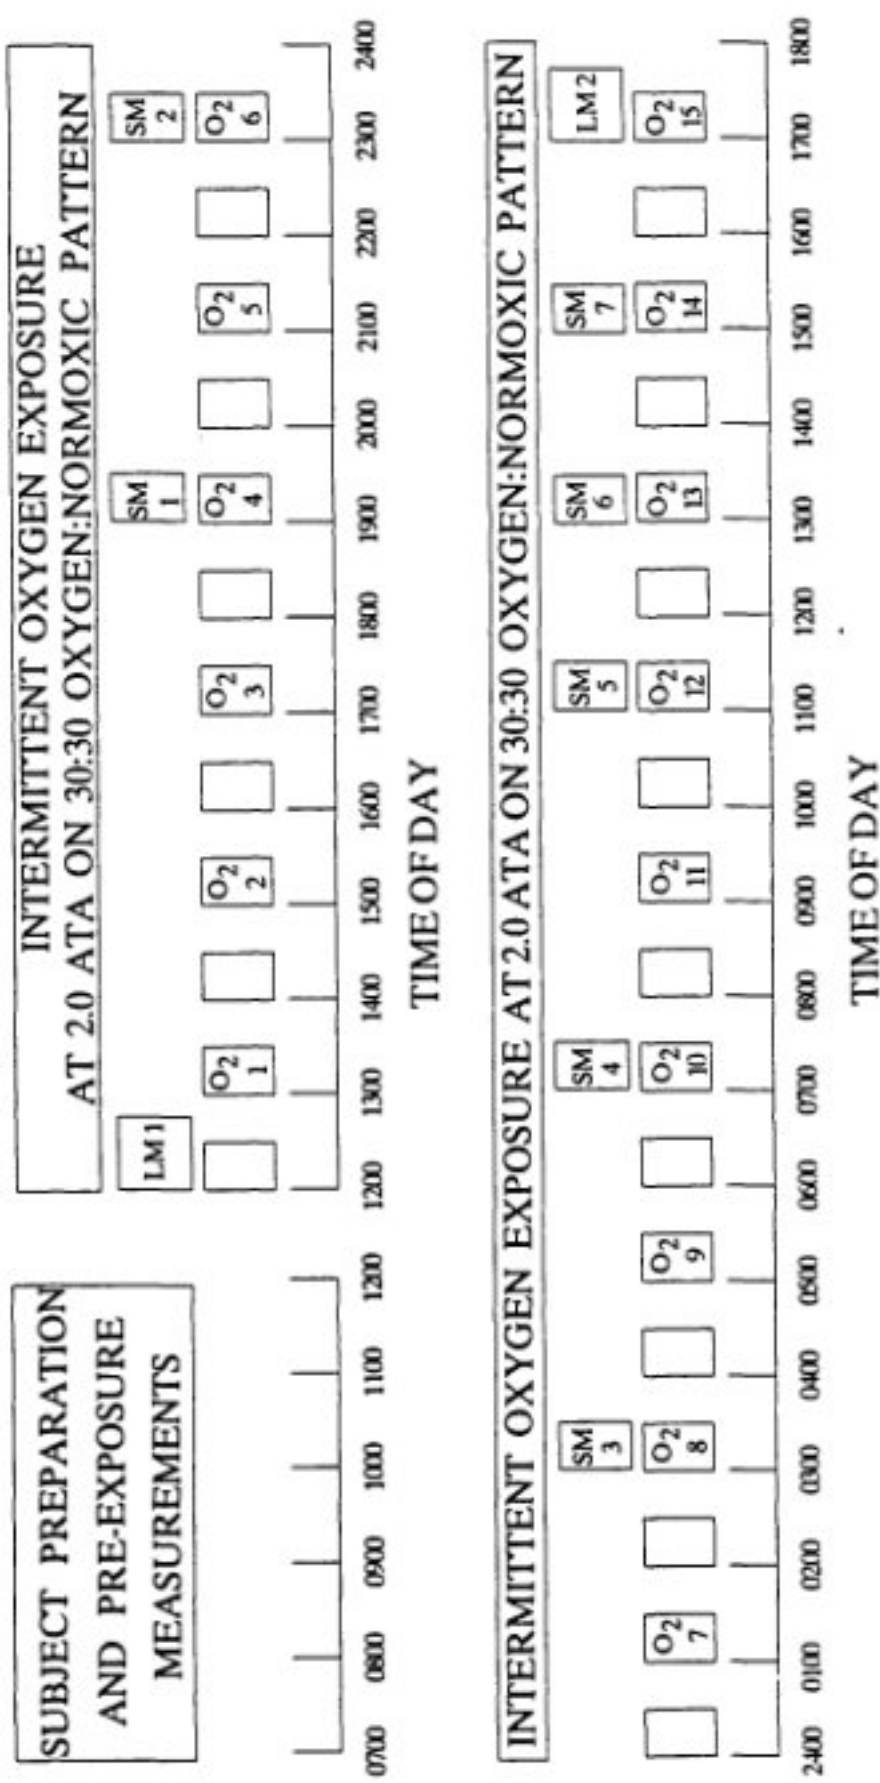 SUBJECT PREPARATION
AND PRE-EXPOSURE
MEASUREMENTS
0700 0800 0900 1000 1100 1200
INTERMITTENT OXYGEN EXPOSURE
AT 2.0 ATA ON 30:30 OXYGEN:NORMOXIC PATTERN
LM 1
SM 1
SM 2
O2 1
O2 2
O2 3
O2 4
O2 5
O2 6
1200 1300 1400 1500 1600 1700 1800 1900 2000 2100 2200 2300 2400
TIME OF DAY
INTERMITTENT OXYGEN EXPOSURE AT 2.0 ATA ON 30:30 OXYGEN:NORMOXIC PATTERN
SM 3
SM 4
SM 5
SM 6
SM 7
LM 2
O2 7
O2 8
O2 9
O2 10
O2 11
O2 12
O2 13
O2 14
O2 15
2400 0100 0200 0300 0400 0500 0600 0700 0800 0900 1000 1100 1200 1300 1400 1500 1600 1700 1800
TIME OF DAY